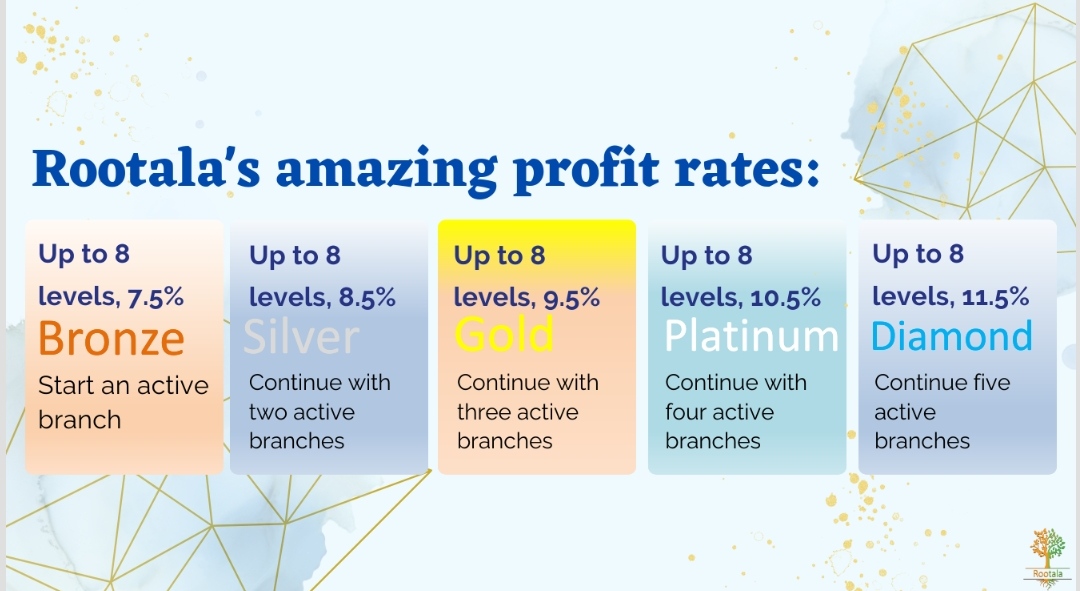 Rootala's amazing profit rates:
Up to 8
levels, 7.5%
Bronze
Start an active
branch
Up to 8
levels, 8.5%
Silver
Continue with
two active
branches
Up to 8
levels, 9.5%
Gold
Continue with
three active
branches
Up to 8
levels, 10.5%
Platinum
Continue with
four active
branches
Up to 8
levels, 11.5%
Diamond
Continue five
active
branches
Rootala